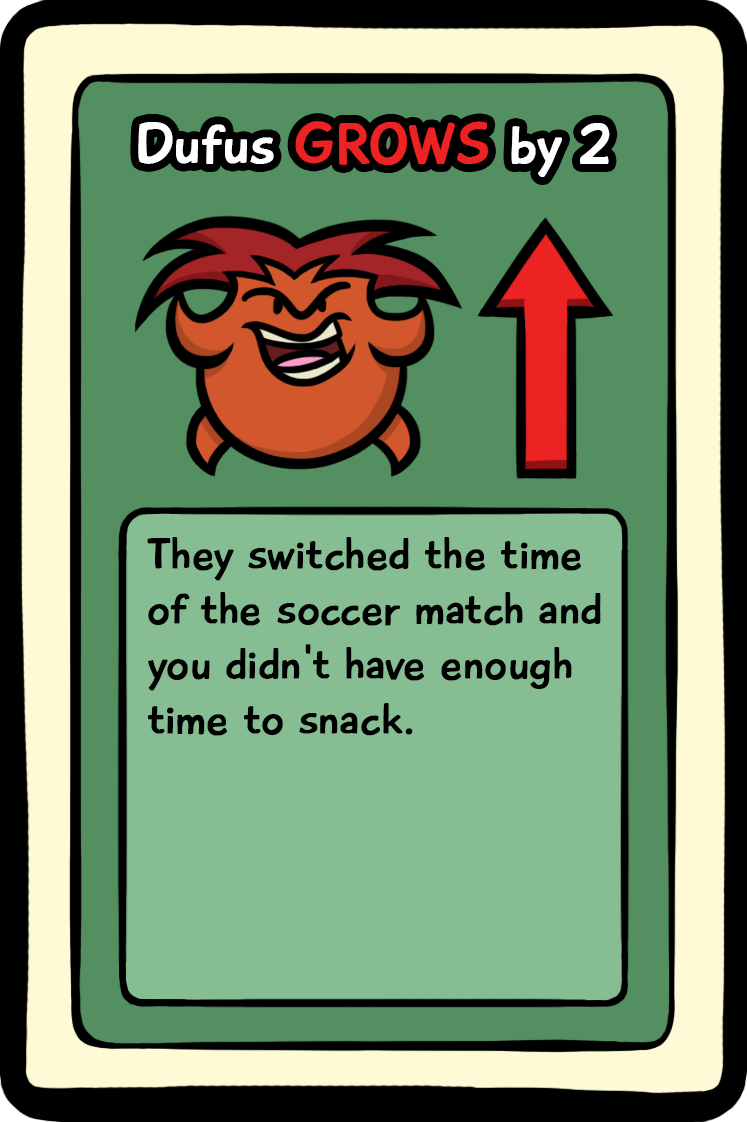 Dufus GROWS by 2
They switched the time
of the soccer match and
you didn't have enough
time to snack.